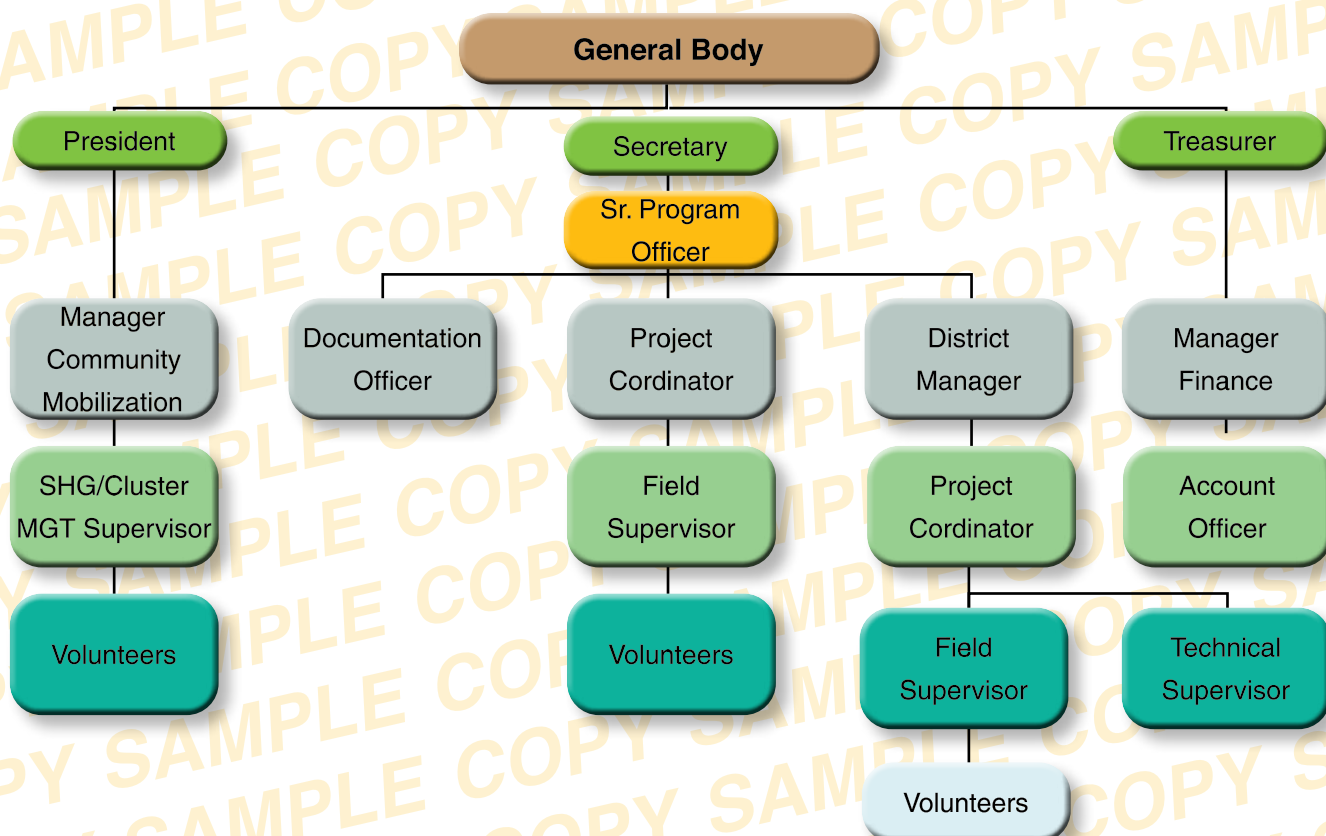 General Body
President
Secretary
Treasurer
Sr. Program
Officer
Manager
Community
Mobilization
Documentation
Officer
Project
Cordinator
District
Manager
Manager
Finance
SHG/Cluster
MGT Supervisor
Field
Supervisor
Project
Cordinator
Account
Officer
Volunteers
Volunteers
Field
Supervisor
Technical
Supervisor
Volunteers
SAMPLE COPY SAMPLE COPY